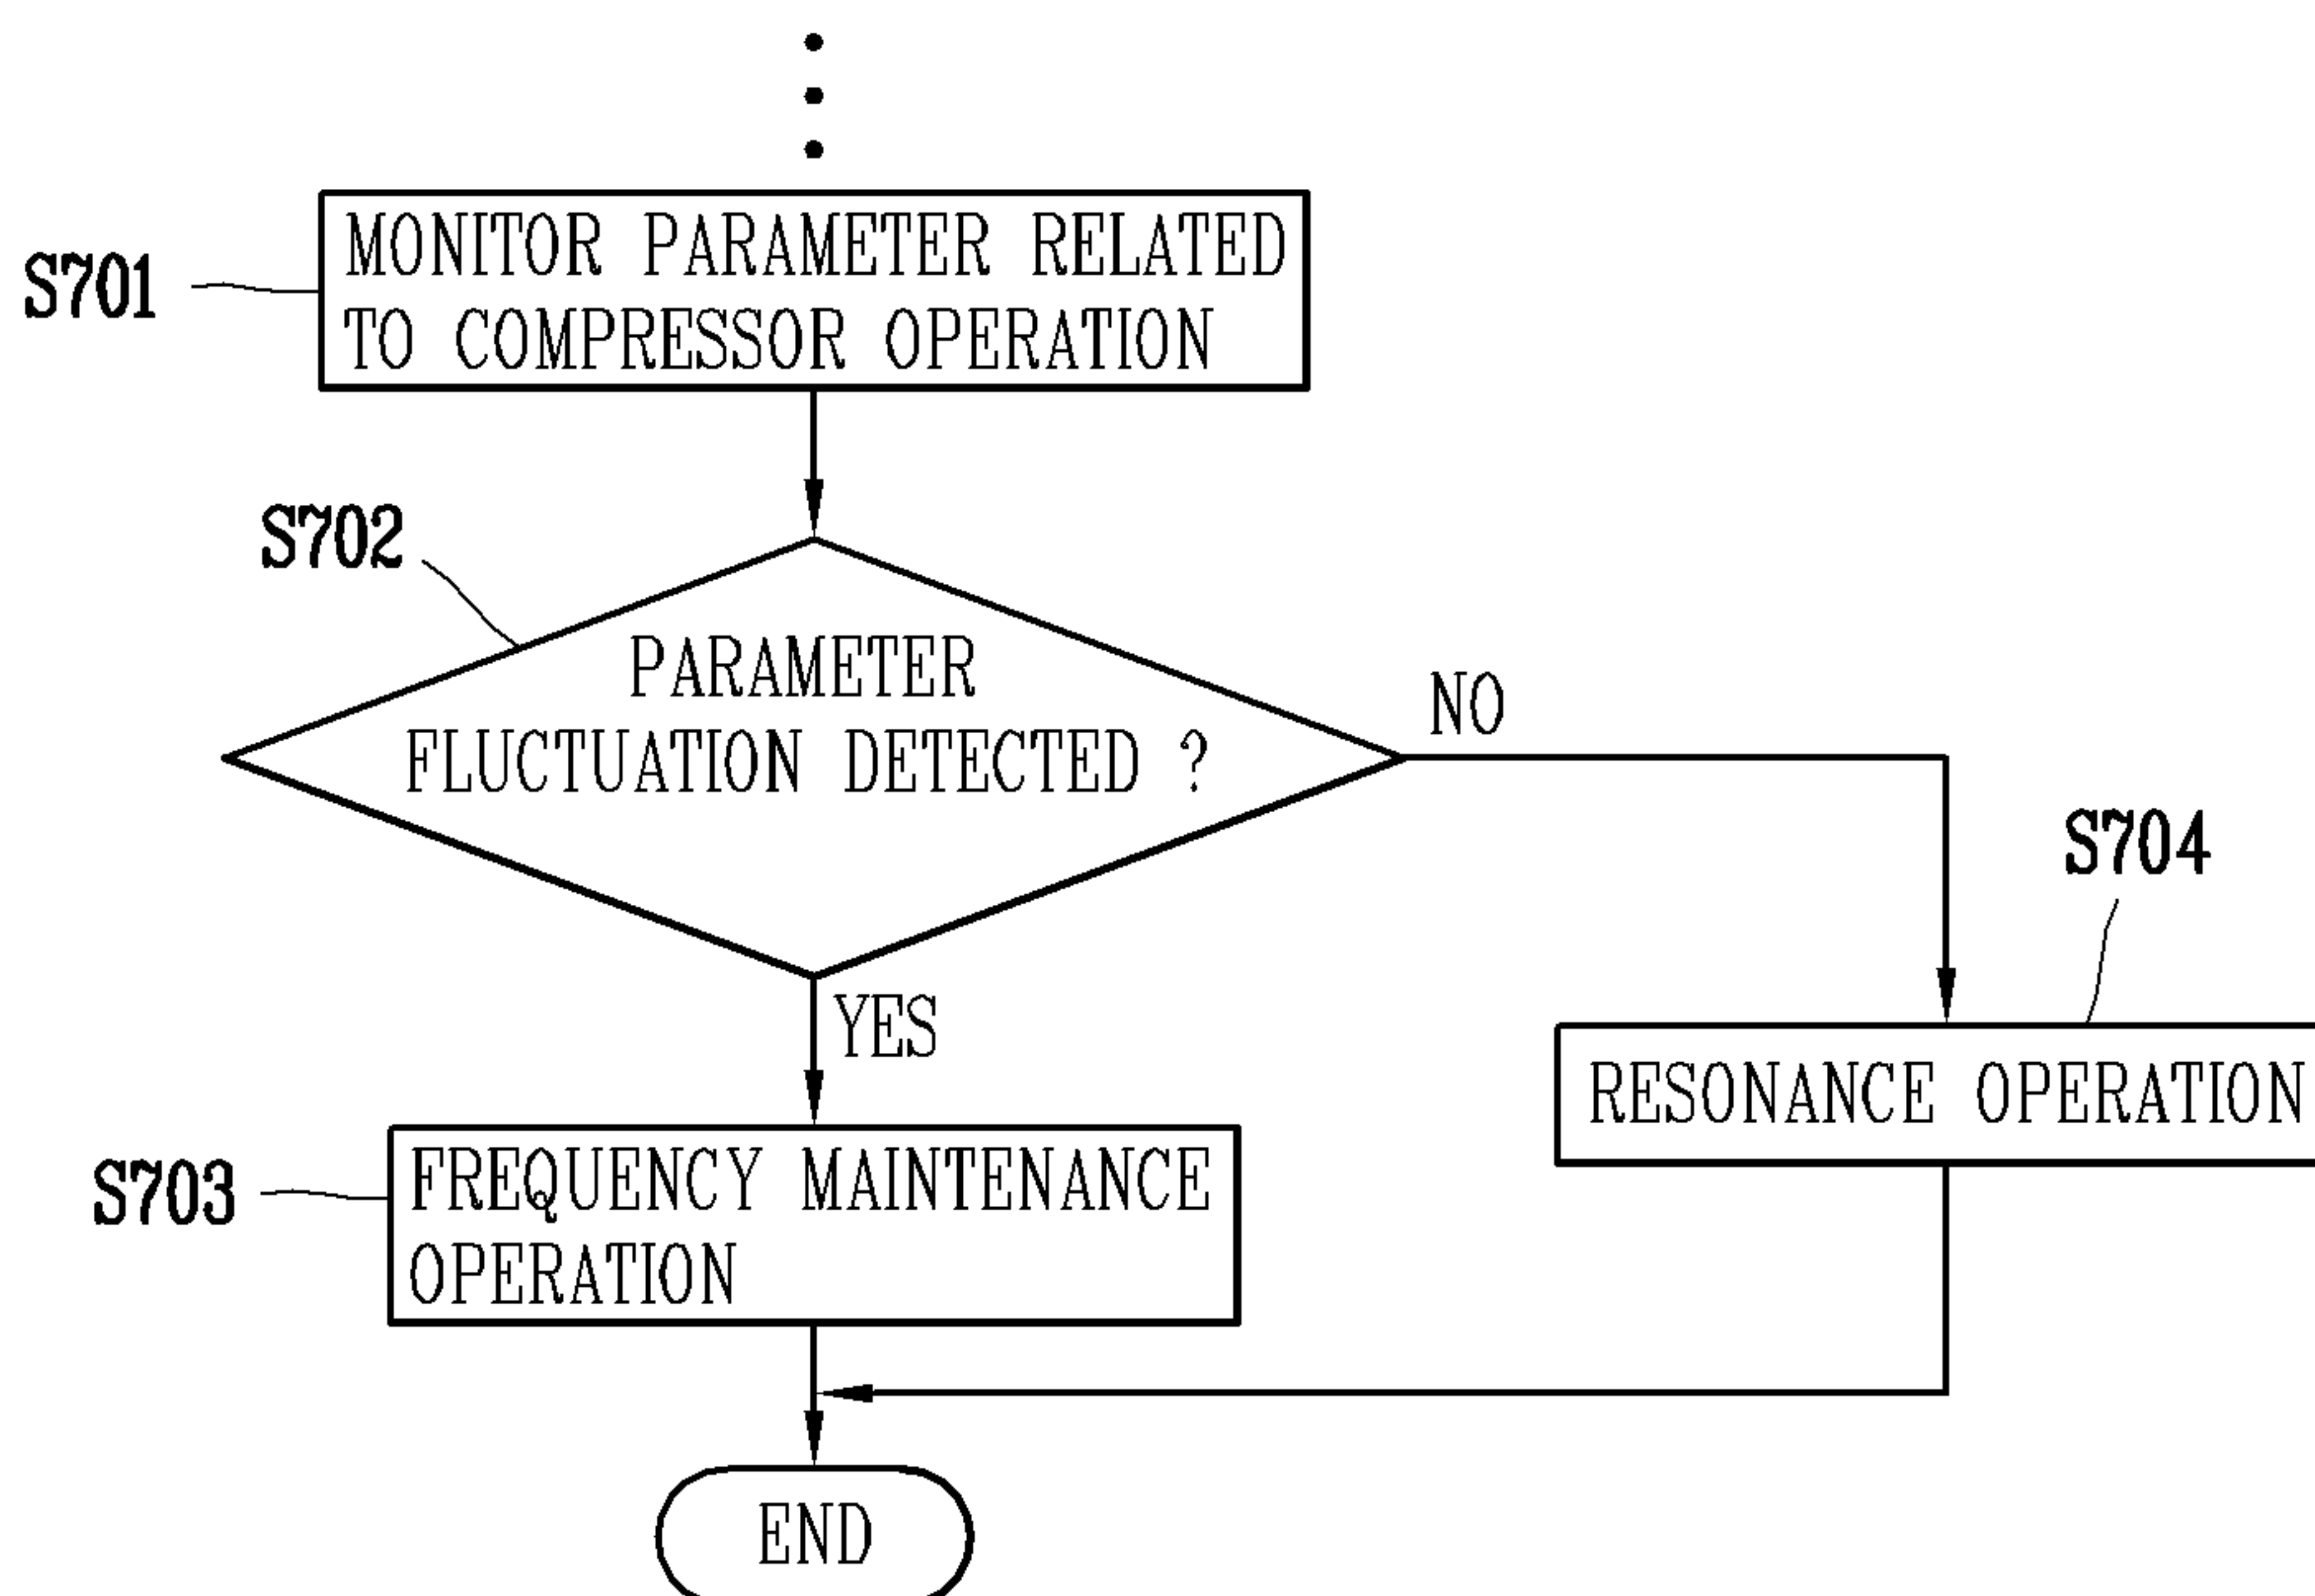 S701
MONITOR PARAMETER RELATED
TO COMPRESSOR OPERATION
S702
PARAMETER
FLUCTUATION DETECTED ?
NO
S704
YES
RESONANCE OPERATION
S703
FREQUENCY MAINTENANCE
OPERATION
END